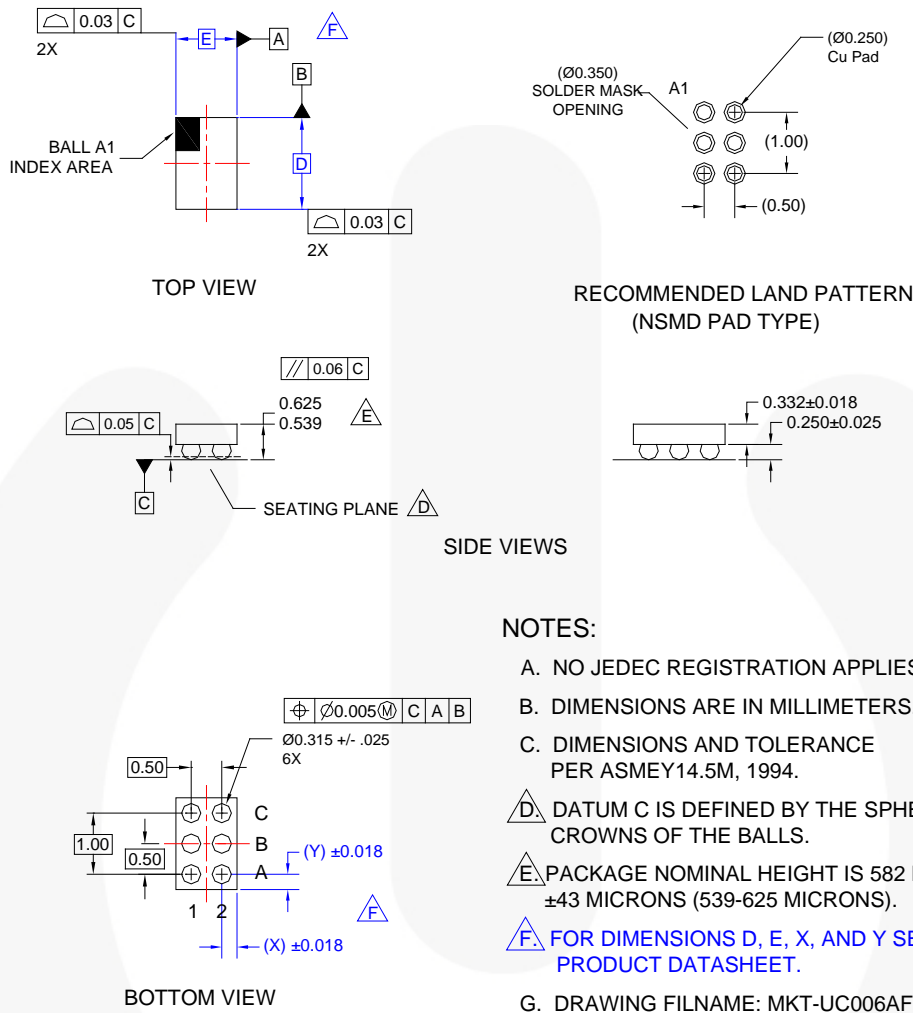 0.03 C
2X
E
A
F
B
BALL A1
INDEX AREA
D
0.03 C
2X
TOP VIEW
(Ø0.250)
Cu Pad
(Ø0.350)
SOLDER MASK
OPENING
A1
(1.00)
(0.50)
RECOMMENDED LAND PATTERN
(NSMD PAD TYPE)
// 0.06 C
0.05 C
0.625
0.539
E
C
SEATING PLANE D
0.332±0.018
0.250±0.025
SIDE VIEWS
Ø0.005Ⓜ C A B
Ø0.315 +/- .025
6X
0.50
1.00
0.50
C
B
A
1 2
(Y) ±0.018
F
(X) ±0.018
BOTTOM VIEW
NOTES:
A. NO JEDEC REGISTRATION APPLIES
B. DIMENSIONS ARE IN MILLIMETERS
C. DIMENSIONS AND TOLERANCE
PER ASMEY14.5M, 1994.
D. DATUM C IS DEFINED BY THE SPHE
CROWNS OF THE BALLS.
E. PACKAGE NOMINAL HEIGHT IS 582
±43 MICRONS (539-625 MICRONS).
F. FOR DIMENSIONS D, E, X, AND Y SE
PRODUCT DATASHEET.
G. DRAWING FILNAME: MKT-UC006AF